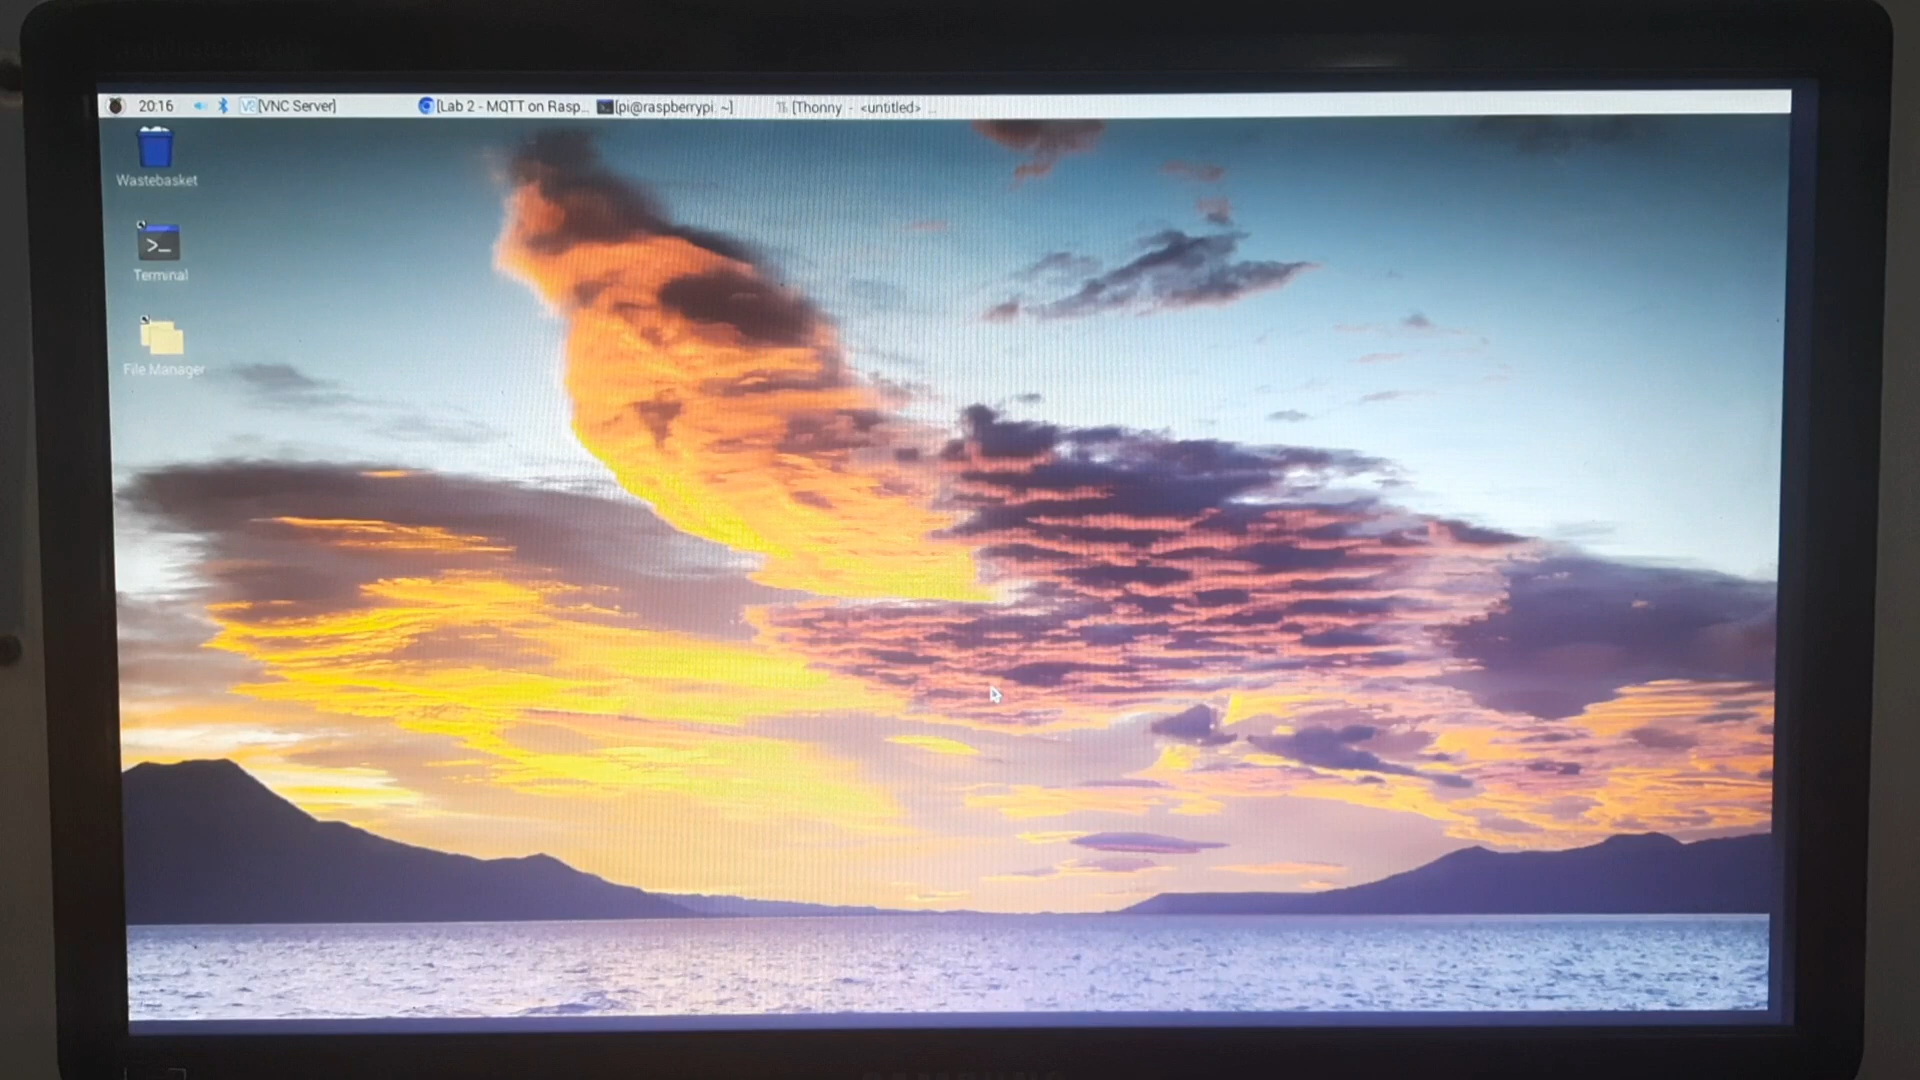 20:16 [VNC Server] [Lab 2 - MQTT on Rasp... [pi@raspberrypi: ~] [Thonny - <untitled> ...
Wastebasket
Terminal
File Manager